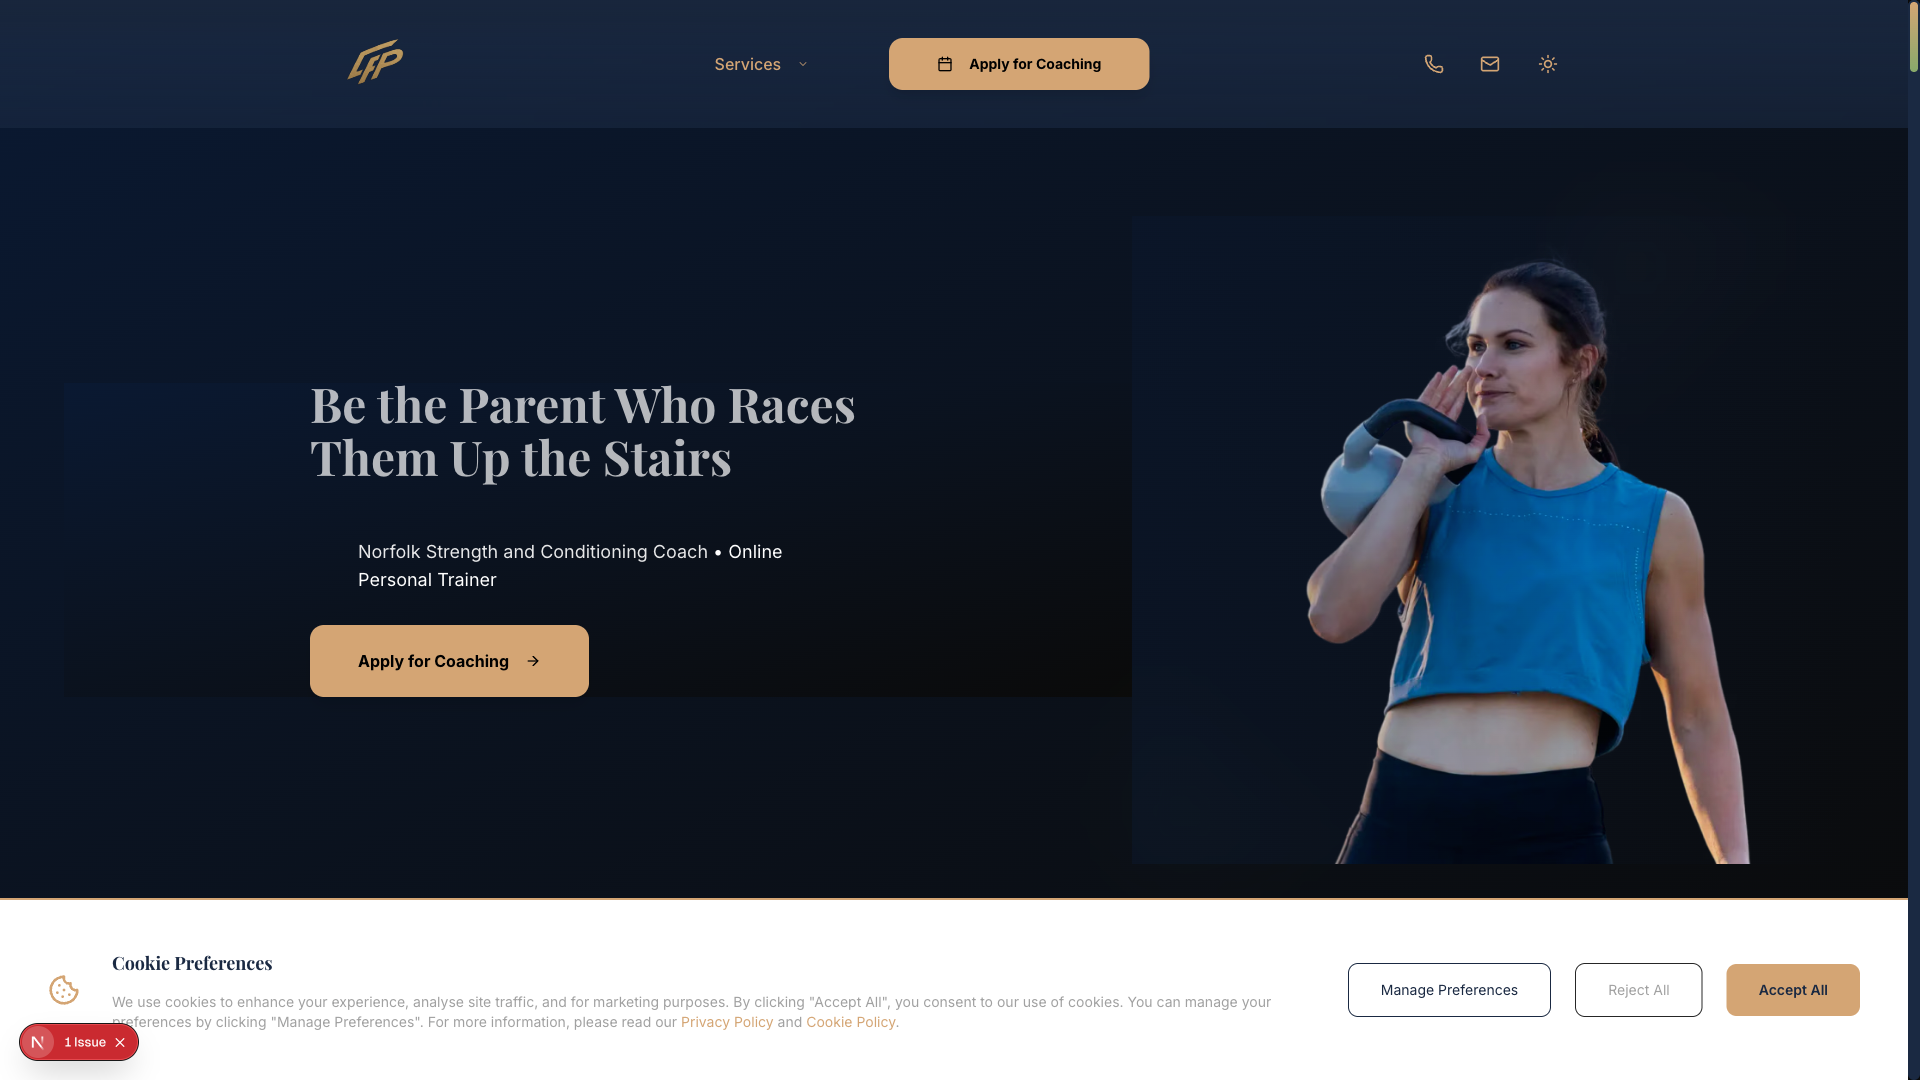 LFP
Services
Apply for Coaching
Be the Parent Who Races
Them Up the Stairs
Norfolk Strength and Conditioning Coach • Online
Personal Trainer
Apply for Coaching
Cookie Preferences
We use cookies to enhance your experience, analyse site traffic, and for marketing purposes. By clicking "Accept All", you consent to our use of cookies. You can manage your
preferences by clicking "Manage Preferences". For more information, please read our Privacy Policy and Cookie Policy.
Manage Preferences
Reject All
Accept All
N
1 Issue